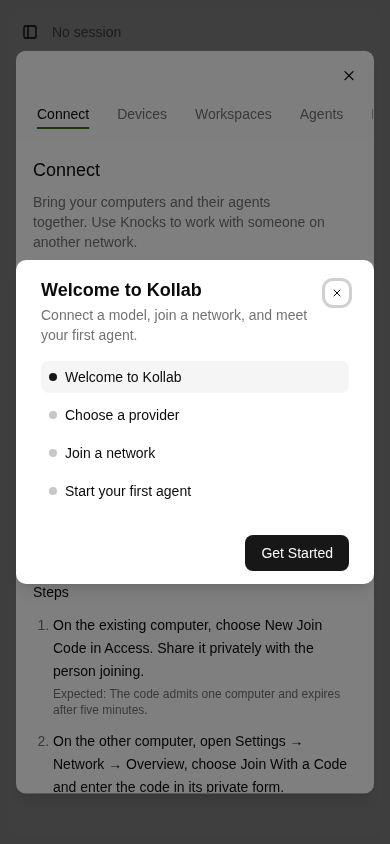 No session
Connect
Devices
Workspaces
Agents
Connect
Bring your computers and their agents
together. Use Knocks to work with someone on
another network.
Welcome to Kollab
Connect a model, join a network, and meet
your first agent.
Welcome to Kollab
Choose a provider
Join a network
Start your first agent
Get Started
Steps
1. On the existing computer, choose New Join
Code in Access. Share it privately with the
person joining.
Expected: The code admits one computer and expires
after five minutes.
2. On the other computer, open Settings →
Network → Overview, choose Join With a Code
and enter the code in its private form.